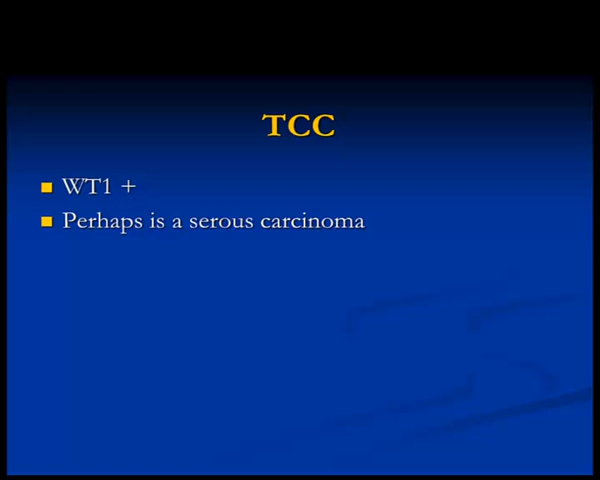 TCC
WT1 +
Perhaps is a serous carcinoma